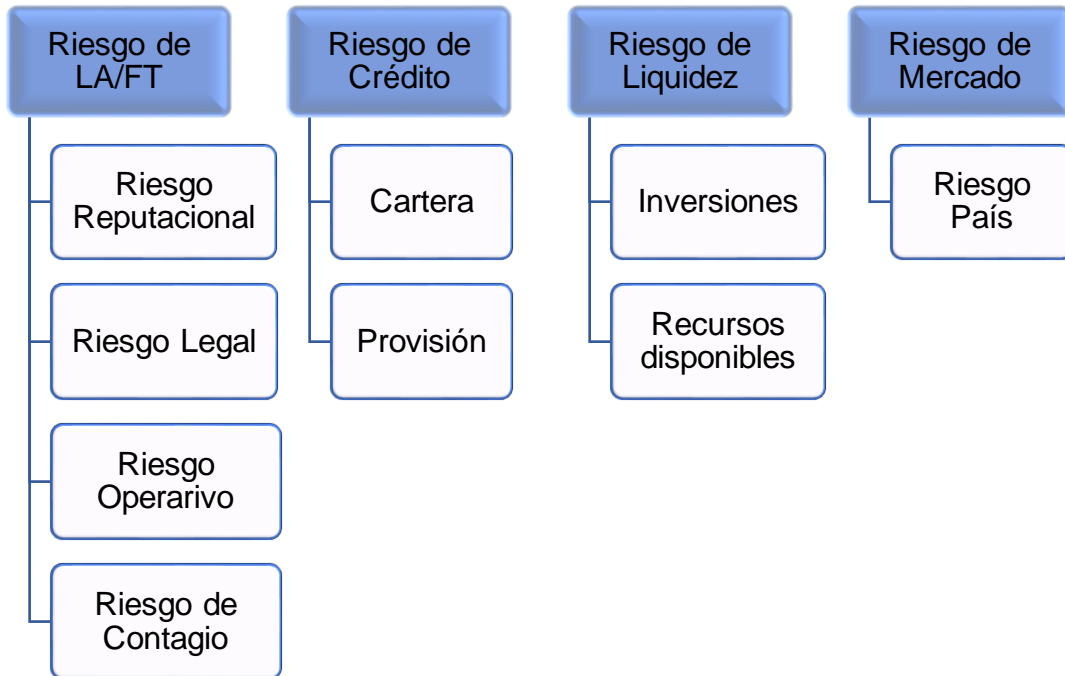 Riesgo de
LA/FT
Riesgo
Reputacional
Riesgo Legal
Riesgo
Operarivo
Riesgo de
Contagio
Riesgo de
Crédito
Cartera
Provisión
Riesgo de
Liquidez
Inversiones
Recursos
disponibles
Riesgo de
Mercado
Riesgo
País